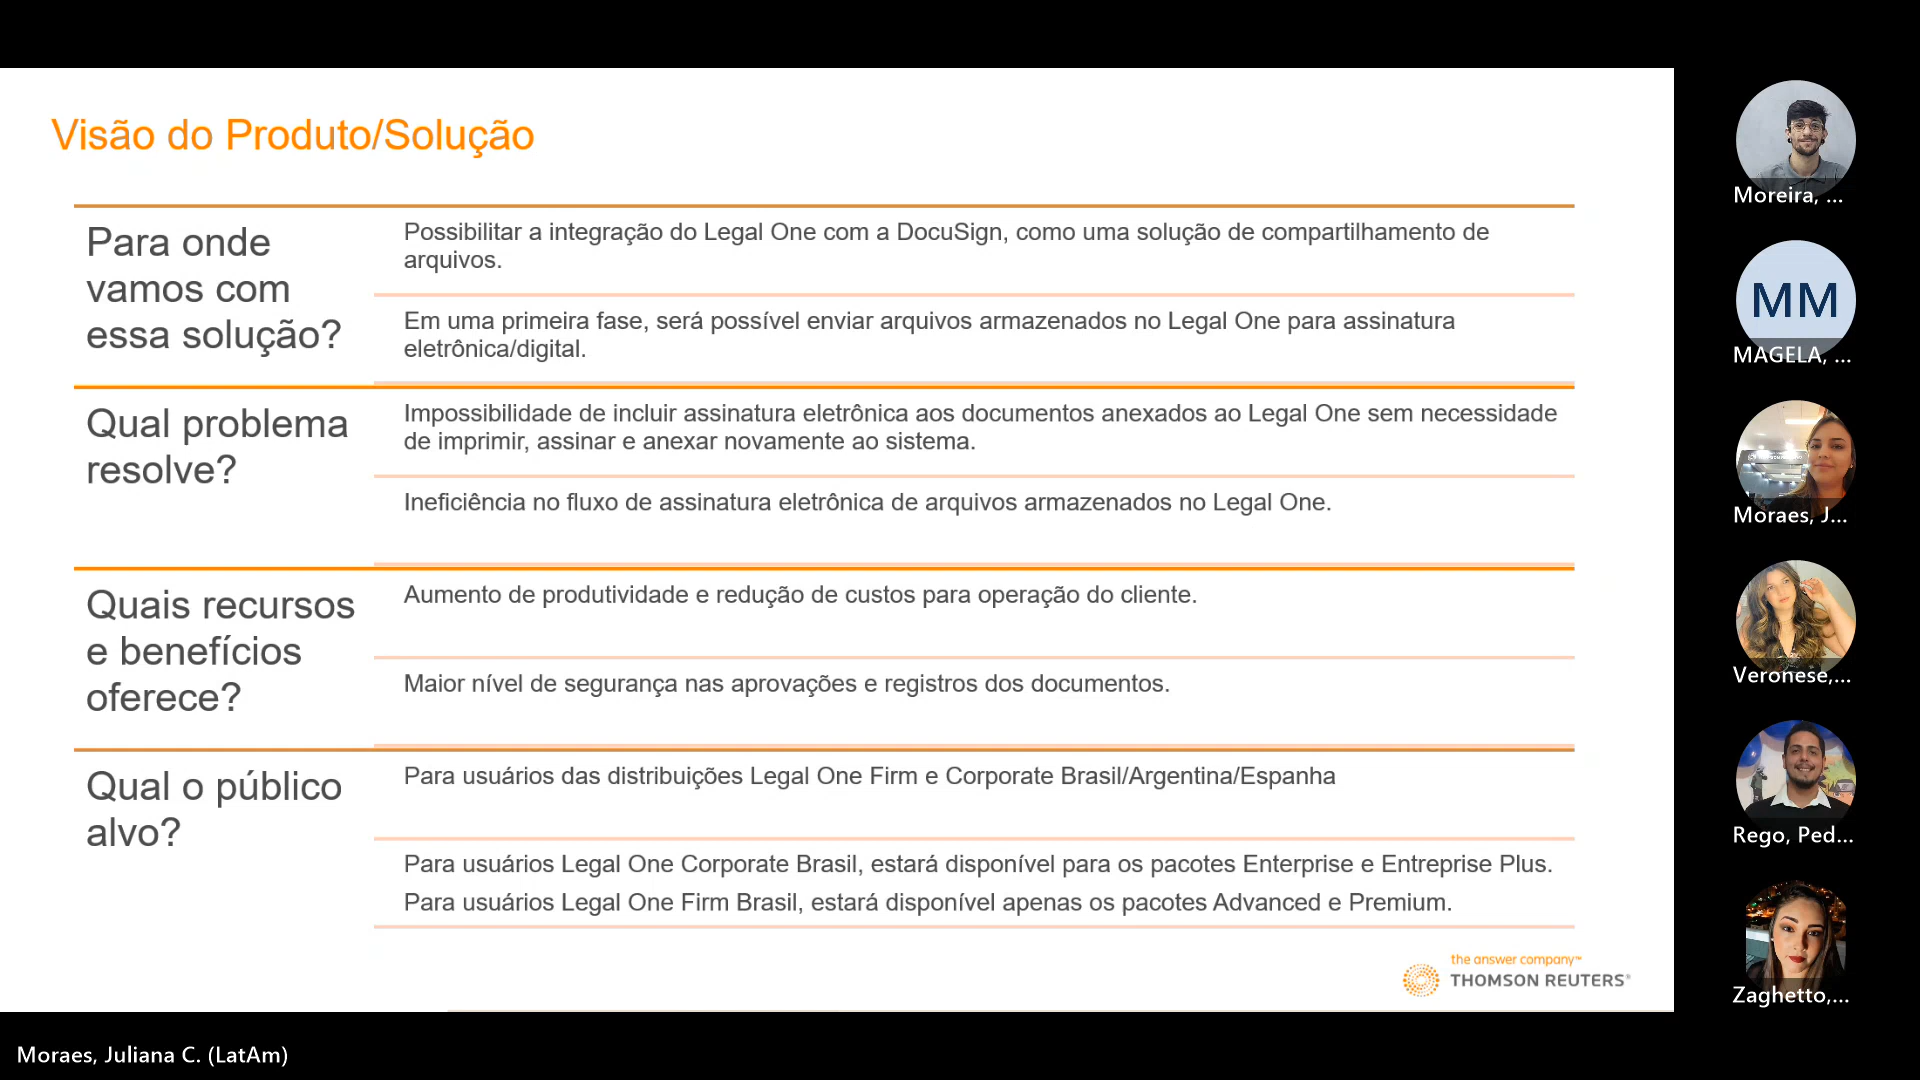 Visão do Produto/Solução
Para onde
vamos com
essa solução?
Possibilitar a integração do Legal One com a DocuSign, como uma solução de compartilhamento de
arquivos.
Em uma primeira fase, será possível enviar arquivos armazenados no Legal One para assinatura
eletrônica/digital.
Qual problema
resolve?
Impossibilidade de incluir assinatura eletrônica aos documentos anexados ao Legal One sem necessidade
de imprimir, assinar e anexar novamente ao sistema.
Ineficiência no fluxo de assinatura eletrônica de arquivos armazenados no Legal One.
Quais recursos
e benefícios
oferece?
Aumento de produtividade e redução de custos para operação do cliente.
Maior nível de segurança nas aprovações e registros dos documentos.
Qual o público
alvo?
Para usuários das distribuições Legal One Firm e Corporate Brasil/Argentina/Espanha
Para usuários Legal One Corporate Brasil, estará disponível para os pacotes Enterprise e Entreprise Plus.
Para usuários Legal One Firm Brasil, estará disponível apenas os pacotes Advanced e Premium.
the answer company™
THOMSON REUTERS®
Moreira, ...
MM
MAGELA, ...
Moraes, J...
Veronese,...
Rego, Ped...
Zaghetto,...
Moraes, Juliana C. (LatAm)